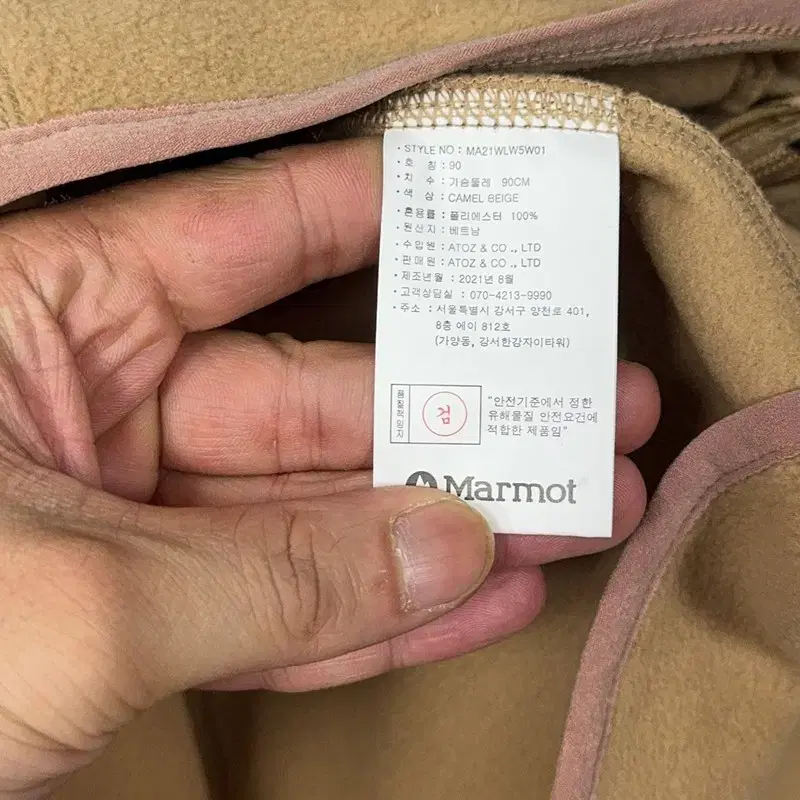 · STYLE NO : MA21WLW5W01
· 호 칭 : 90
· 치 수 : 가슴둘레 90CM
· 색 상 : CAMEL BEIGE
· 혼용률 : 폴리에스터 100%
· 원산지 : 베트남
· 수입원 : ATOZ & CO ., LTD
· 판매원 : ATOZ & CO ., LTD
· 제조년월 : 2021년 8월
· 고객상담실 : 070-4213-9990
· 주소 : 서울특별시 강서구 양천로 401,
8층 에이 812호
(가양동, 강서한강자이타워)
품질책임자
검
"안전기준에서 정한
유해물질 안전요건에
적합한 제품임"
Marmot